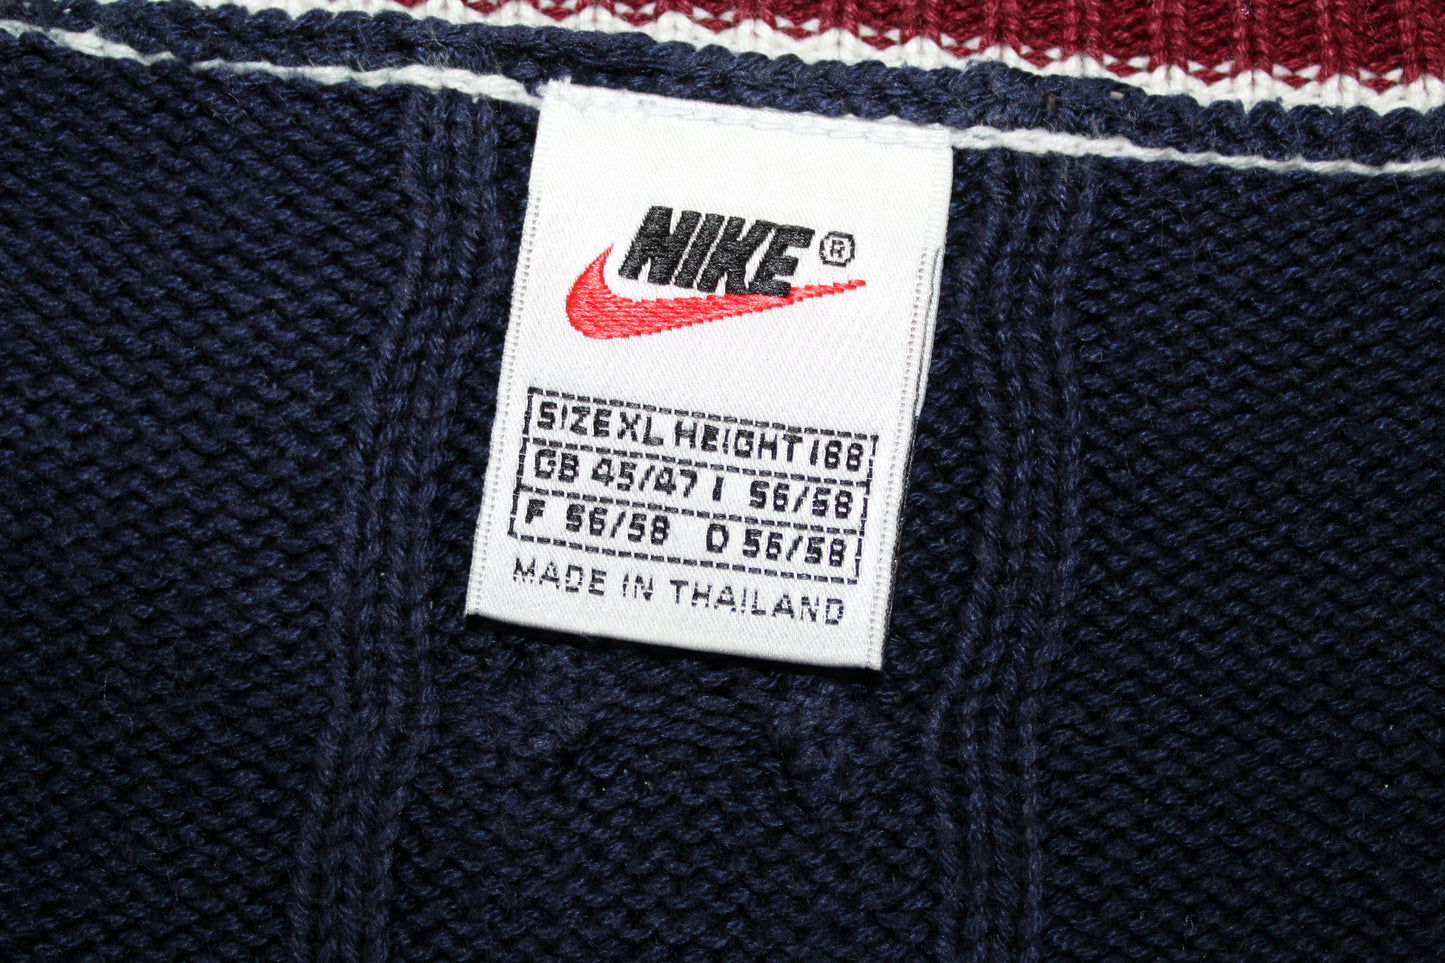 NIKE®
SIZE XL HEIGHT 188
GB 45/47 I 56/58
F 56/58 D 56/58
MADE IN THAILAND